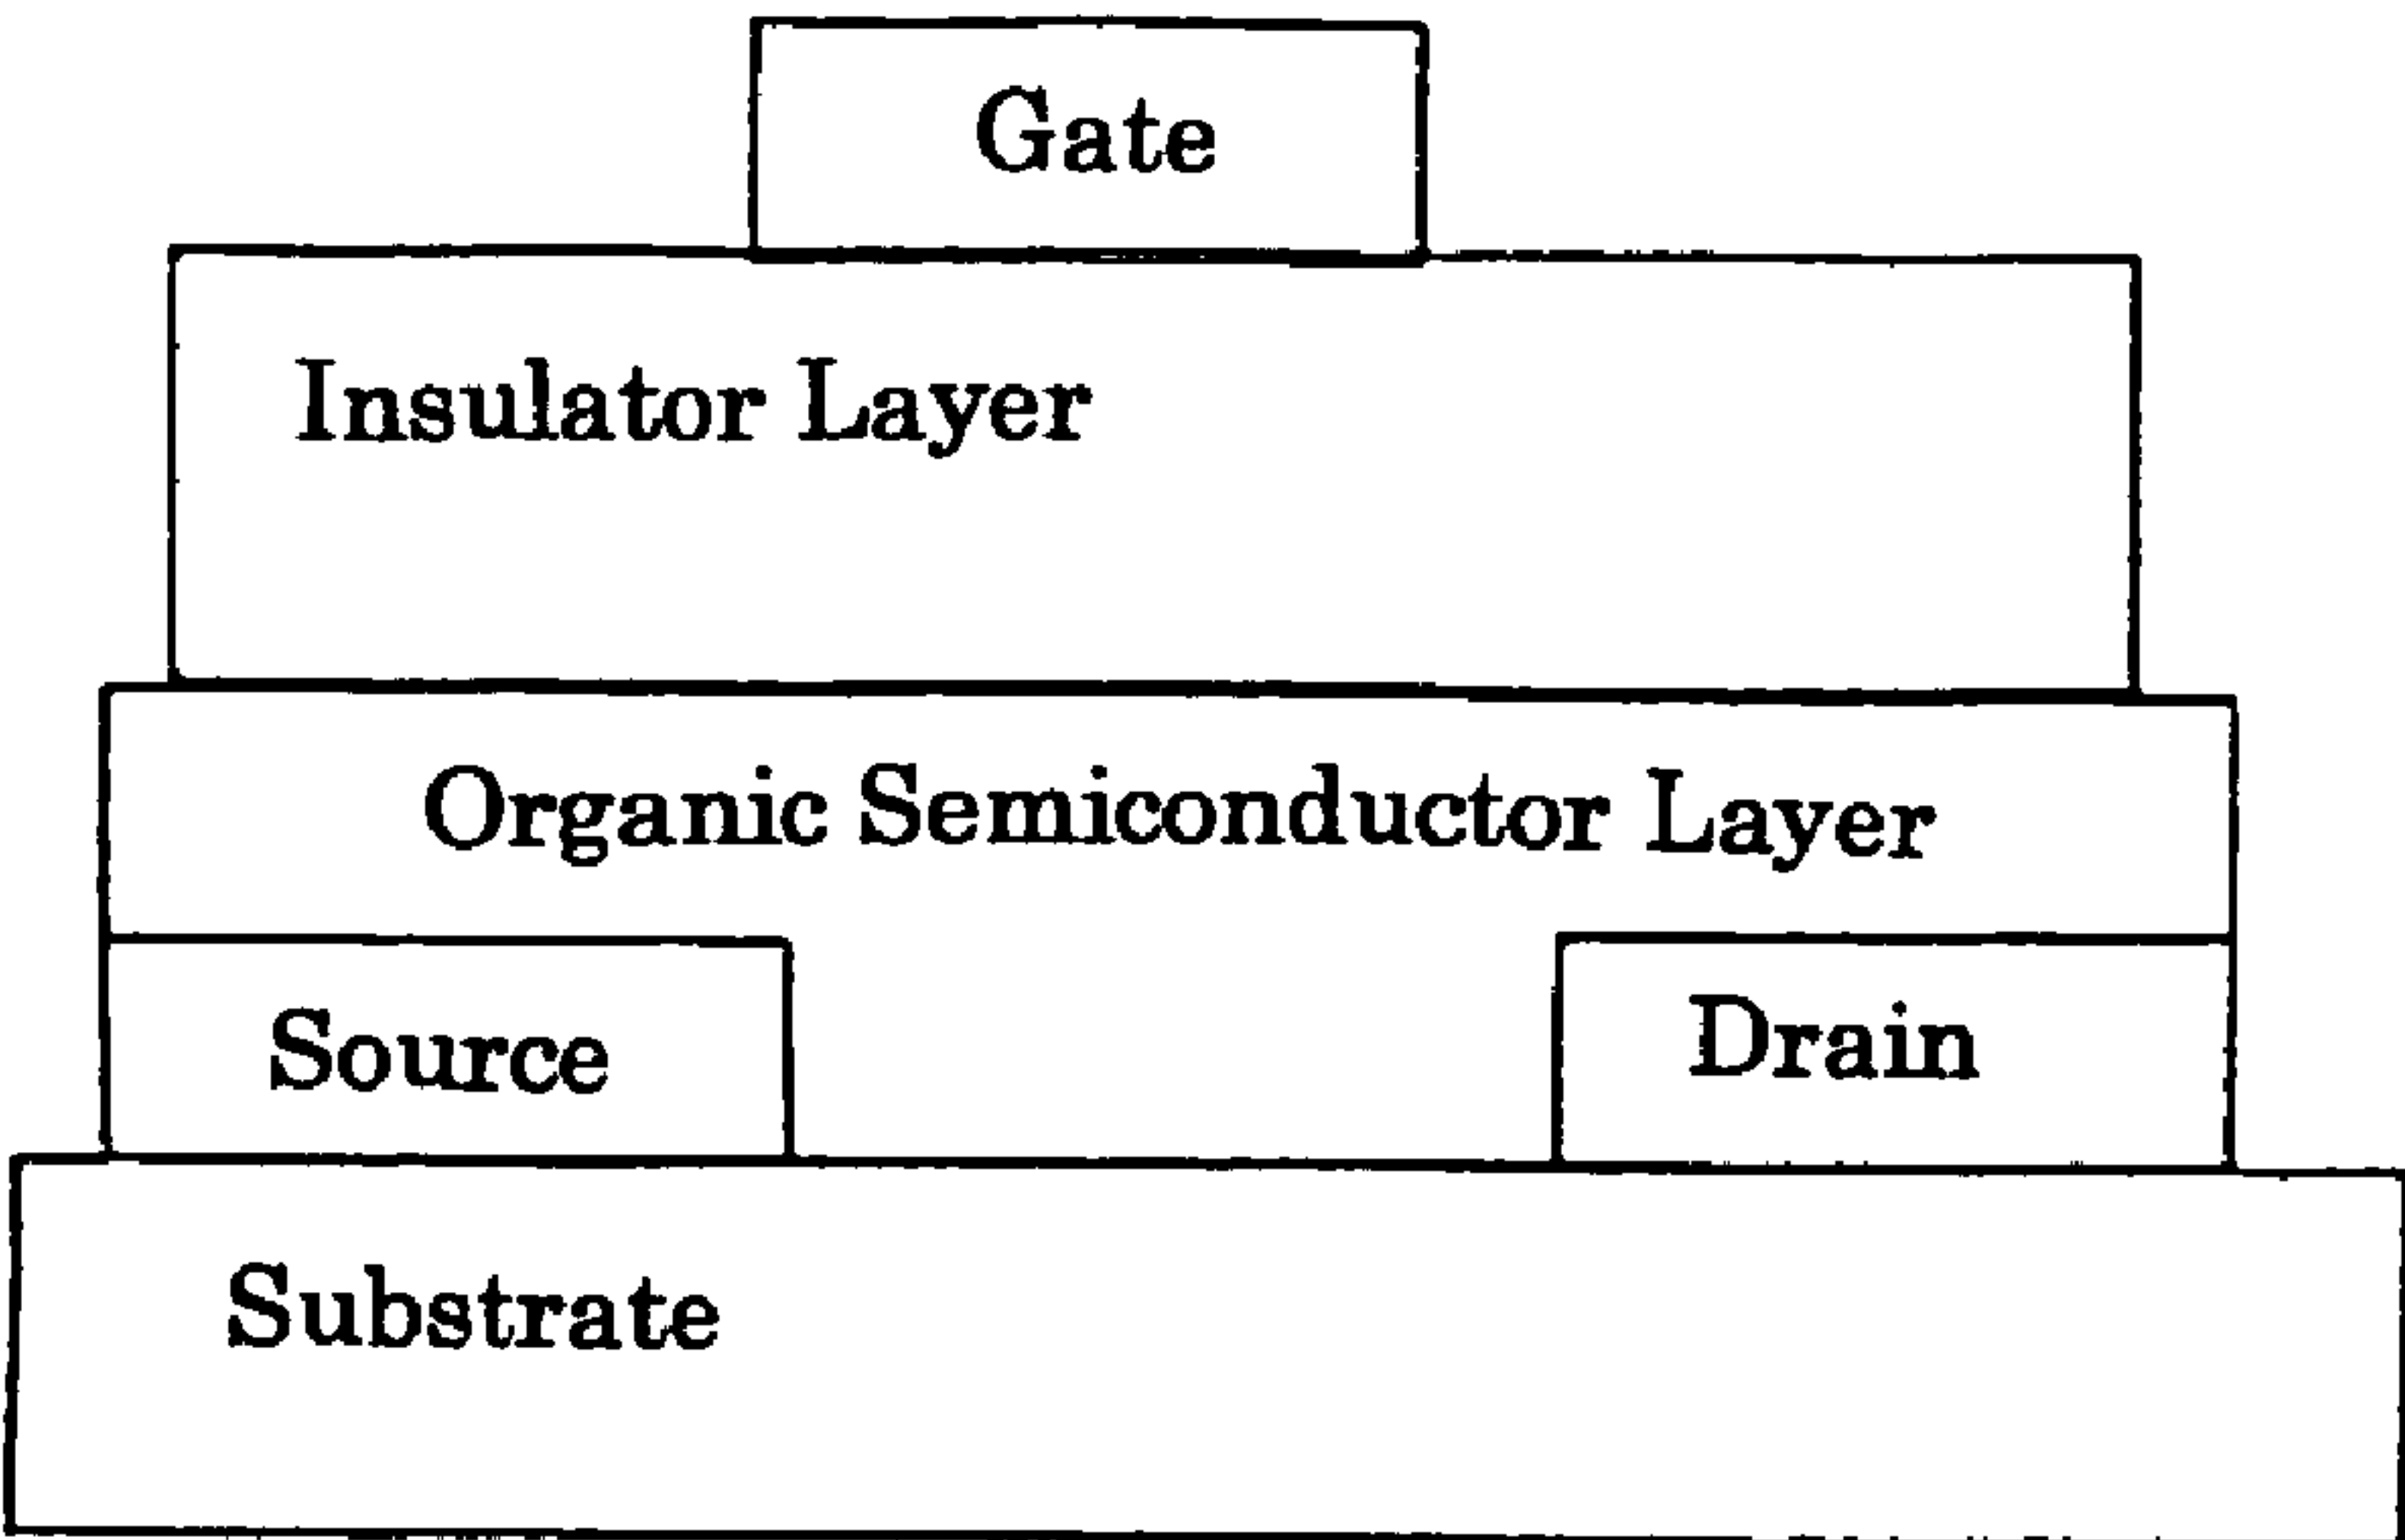 Gate
Insulator Layer
Organic Semiconductor Layer
Source
Drain
Substrate